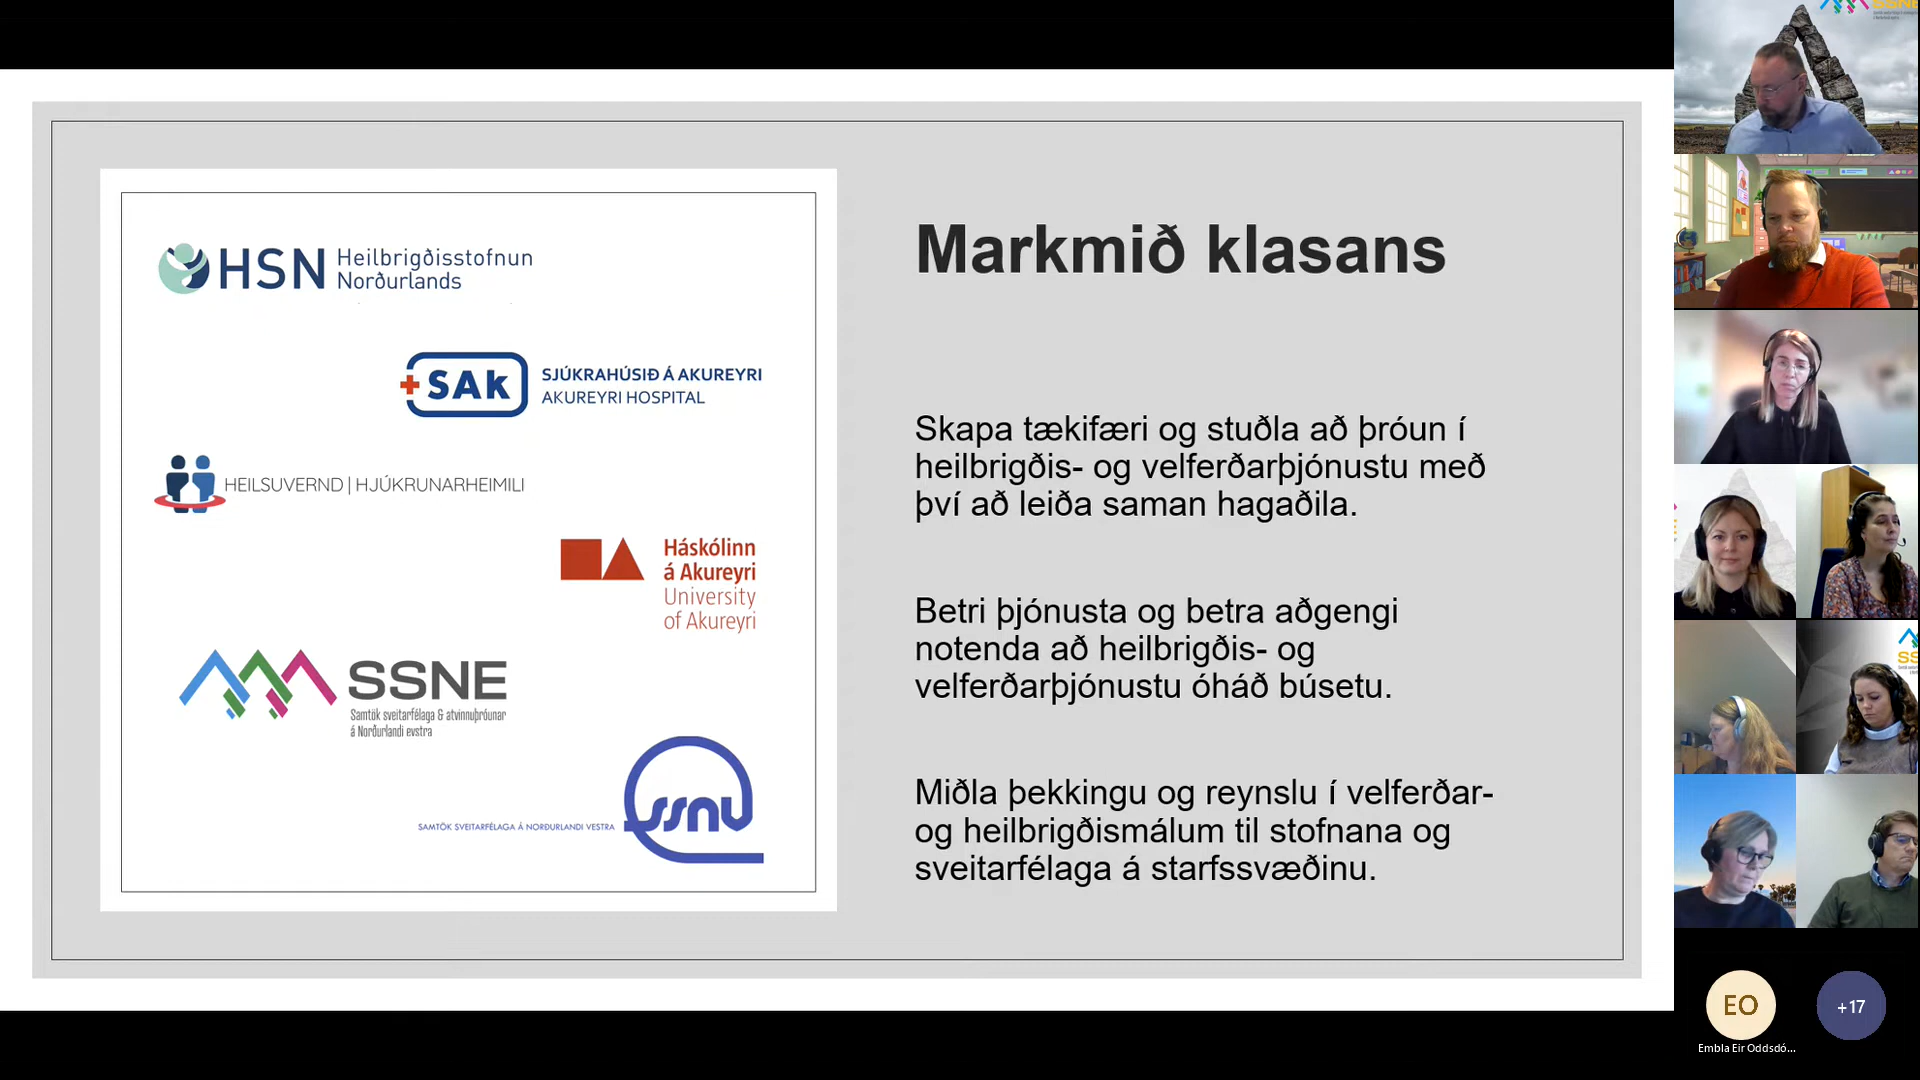 HSN Heilbrigðisstofnun
Norðurlands
SAk SJÚKRAHÚSIÐ Á AKUREYRI
AKUREYRI HOSPITAL
HEILSUVERND | HJÚKRUNARHEIMILI
Háskólinn
á Akureyri
University
of Akureyri
SSNE
Samtök sveitarfélaga & atvinnuþróunar
á Norðurlandi eystra
SAMTÖK SVEITARFÉLAGA Á NORÐURLANDI VESTRA ssnv
Markmið klasans
Skapa tækifæri og stuðla að þróun í
heilbrigðis- og velferðarþjónustu með
því að leiða saman hagaðila.
Betri þjónusta og betra aðgengi
notenda að heilbrigðis- og
velferðarþjónustu óháð búsetu.
Miðla þekkingu og reynslu í velferðar-
og heilbrigðismálum til stofnana og
sveitarfélaga á starfssvæðinu.
SSNE
SS
EO
+17
Embla Eir Oddsdó...